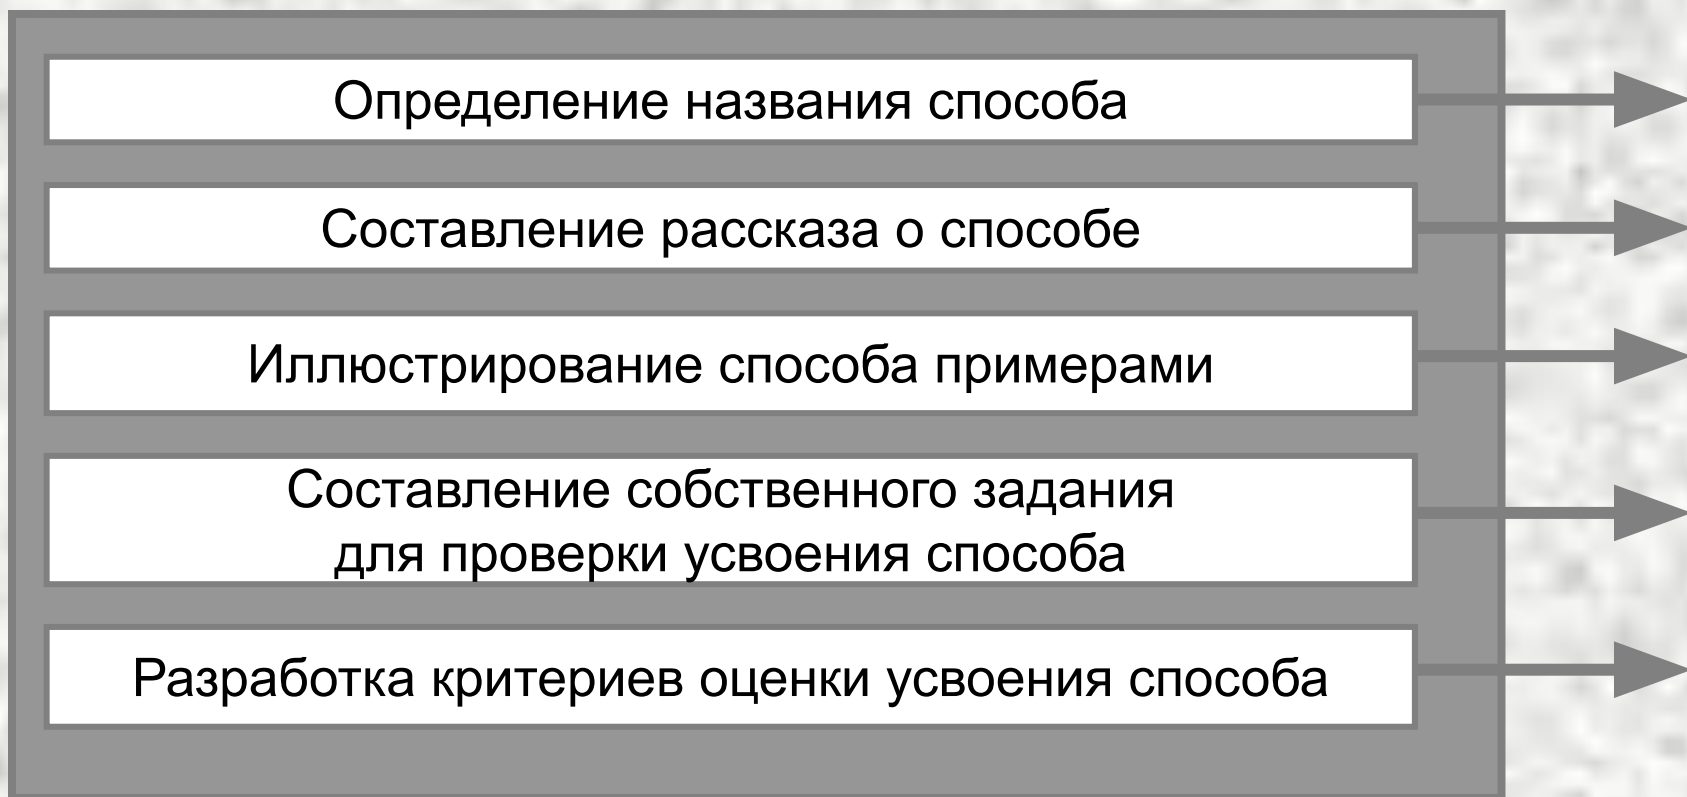 Определение названия способа
Составление рассказа о способе
Иллюстрирование способа примерами
Составление собственного задания
для проверки усвоения способа
Разработка критериев оценки усвоения способа